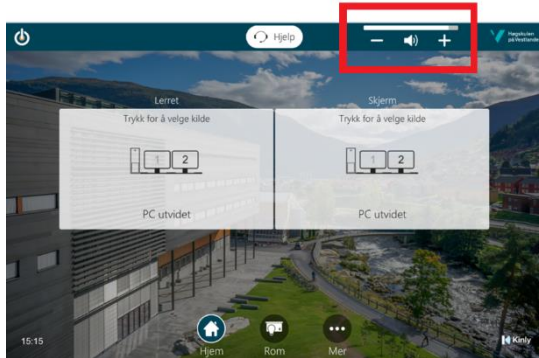 Hjelp
Høgskulen
på Vestlandet
Lerret
Skjerm
Trykk for å velge kilde
Trykk for å velge kilde
1 2
1 2
PC utvidet
PC utvidet
15:15
Hjem
Rom
Mer
Kinly